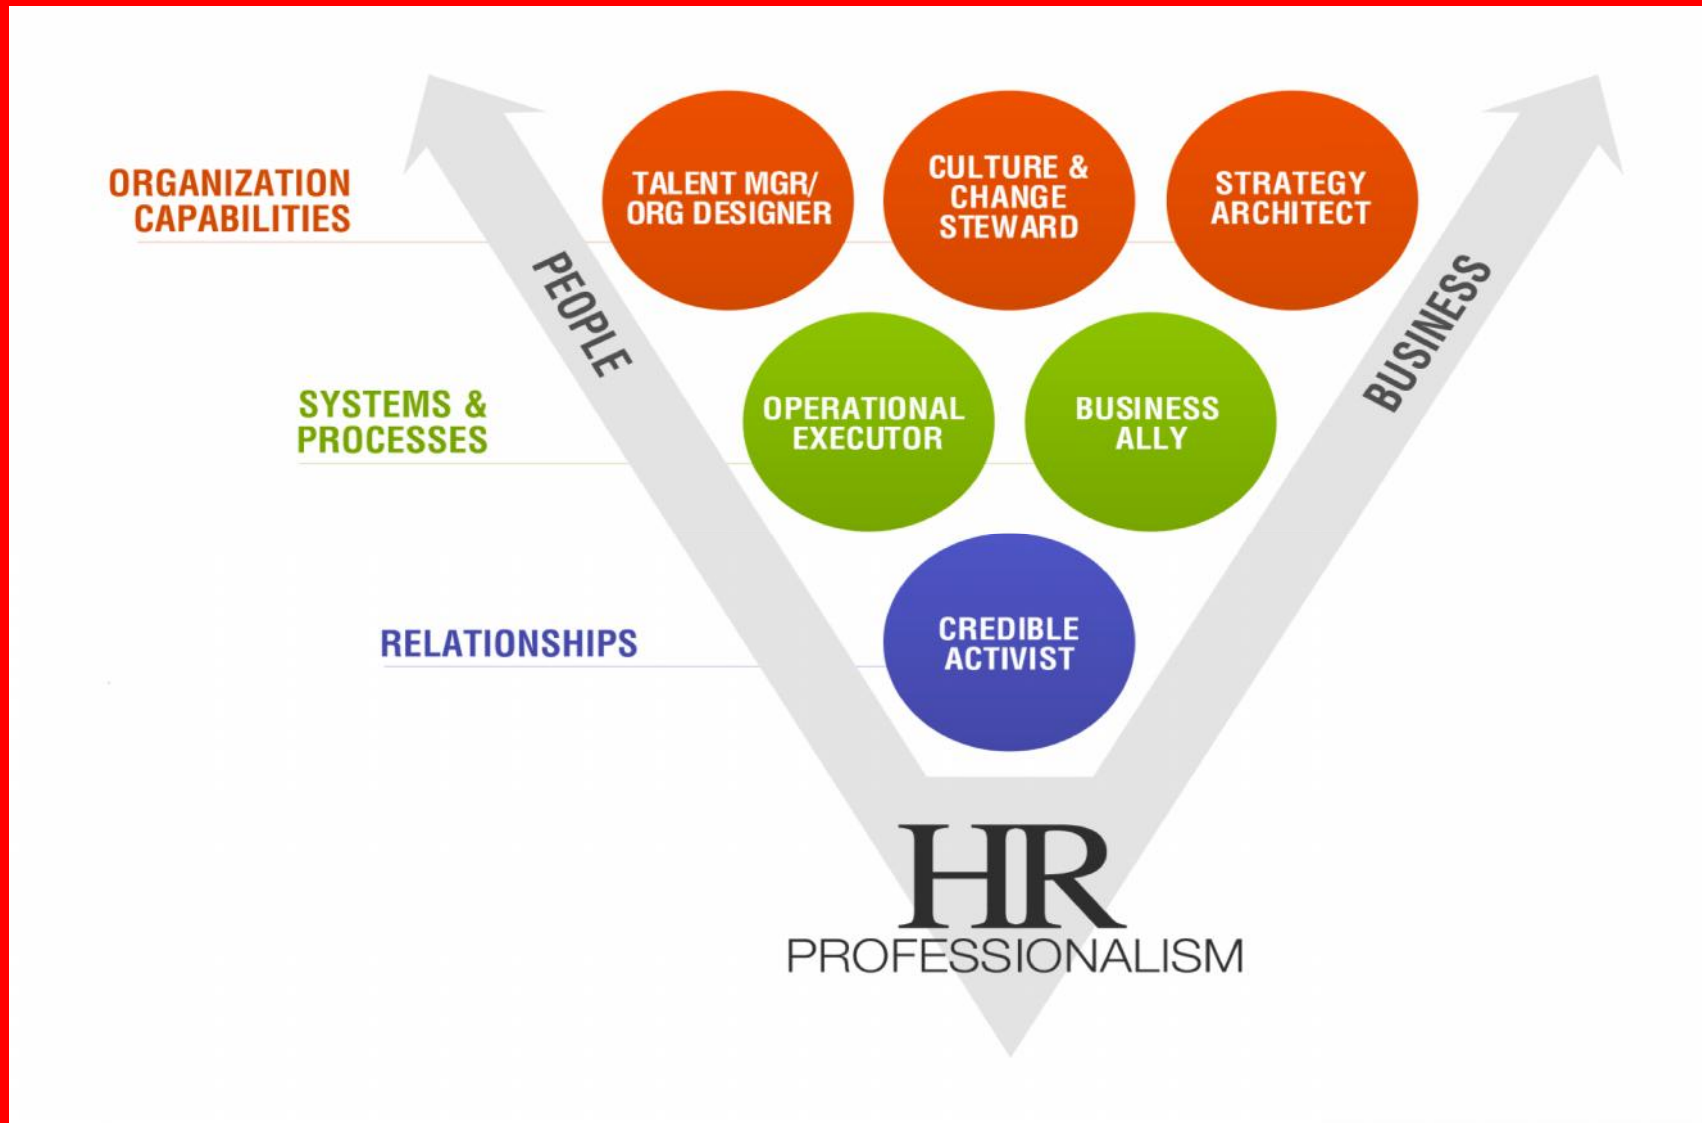 ORGANIZATION
CAPABILITIES
TALENT MGR/
ORG DESIGNER
CULTURE &
CHANGE
STEWARD
STRATEGY
ARCHITECT
PEOPLE
BUSINESS
SYSTEMS &
PROCESSES
OPERATIONAL
EXECUTOR
BUSINESS
ALLY
RELATIONSHIPS
CREDIBLE
ACTIVIST
HR
PROFESSIONALISM